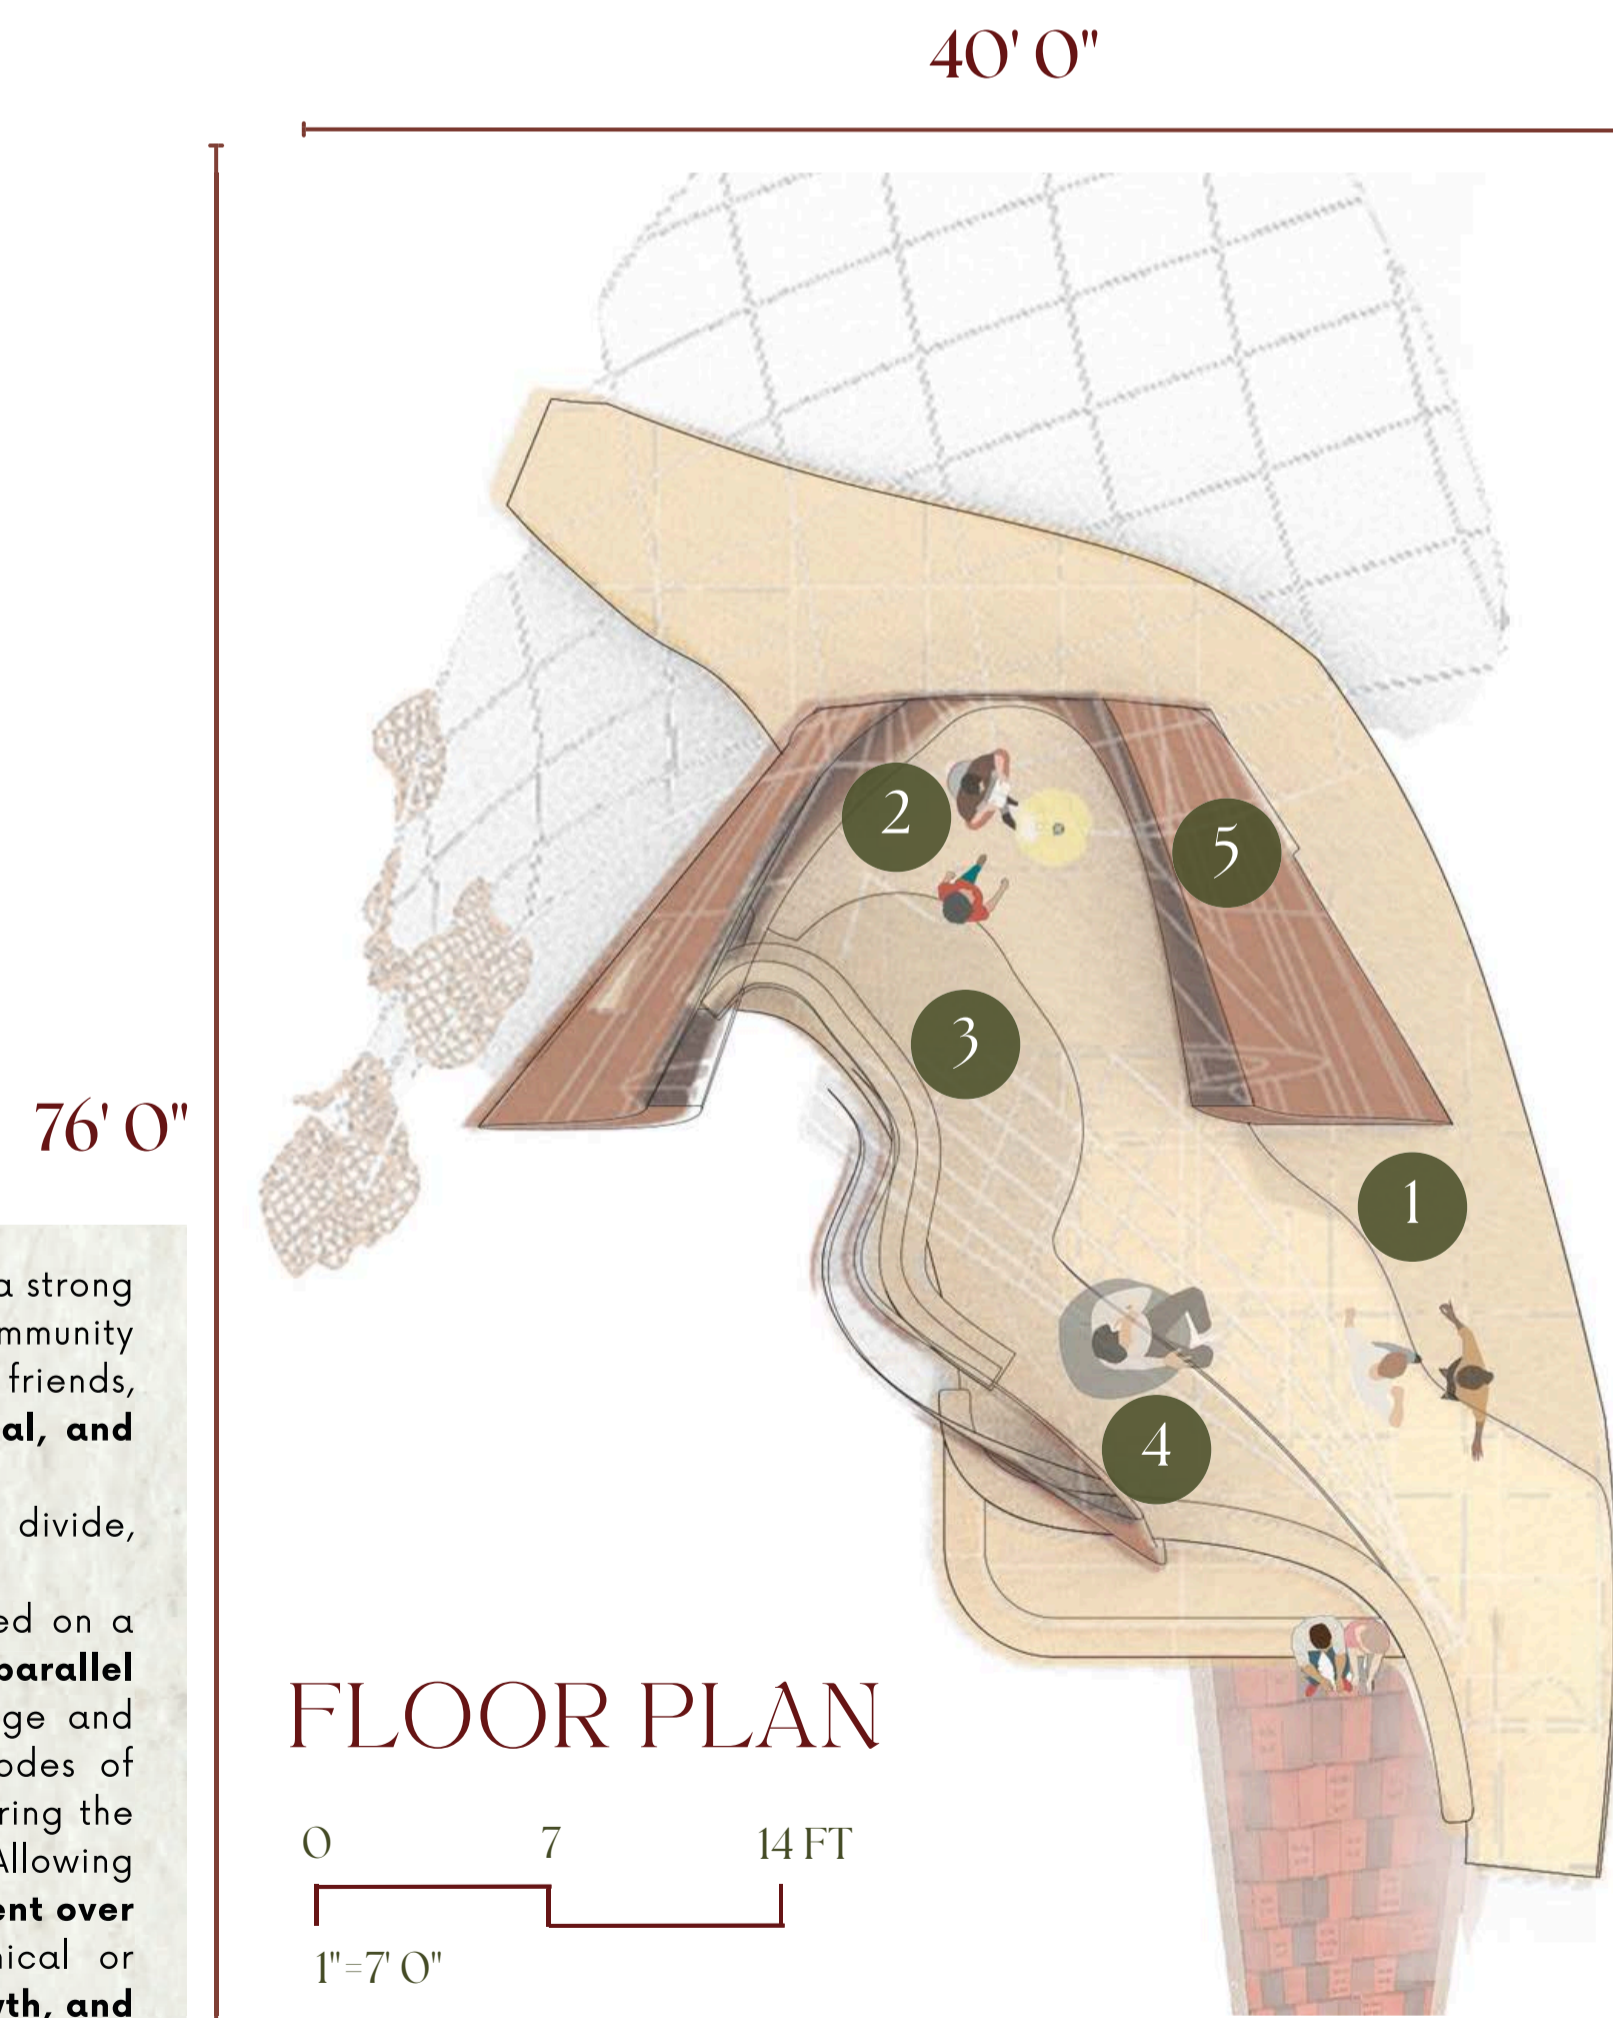 40' 0"
76' 0"
2
5
3
1
4
a strong
mmunity
friends,
al, and
divide,
ed on a
parallel
ge and
odes of
ring the
Allowing
ent over
nical or
th, and
FLOOR PLAN
0 7 14 FT
1"=7' 0"